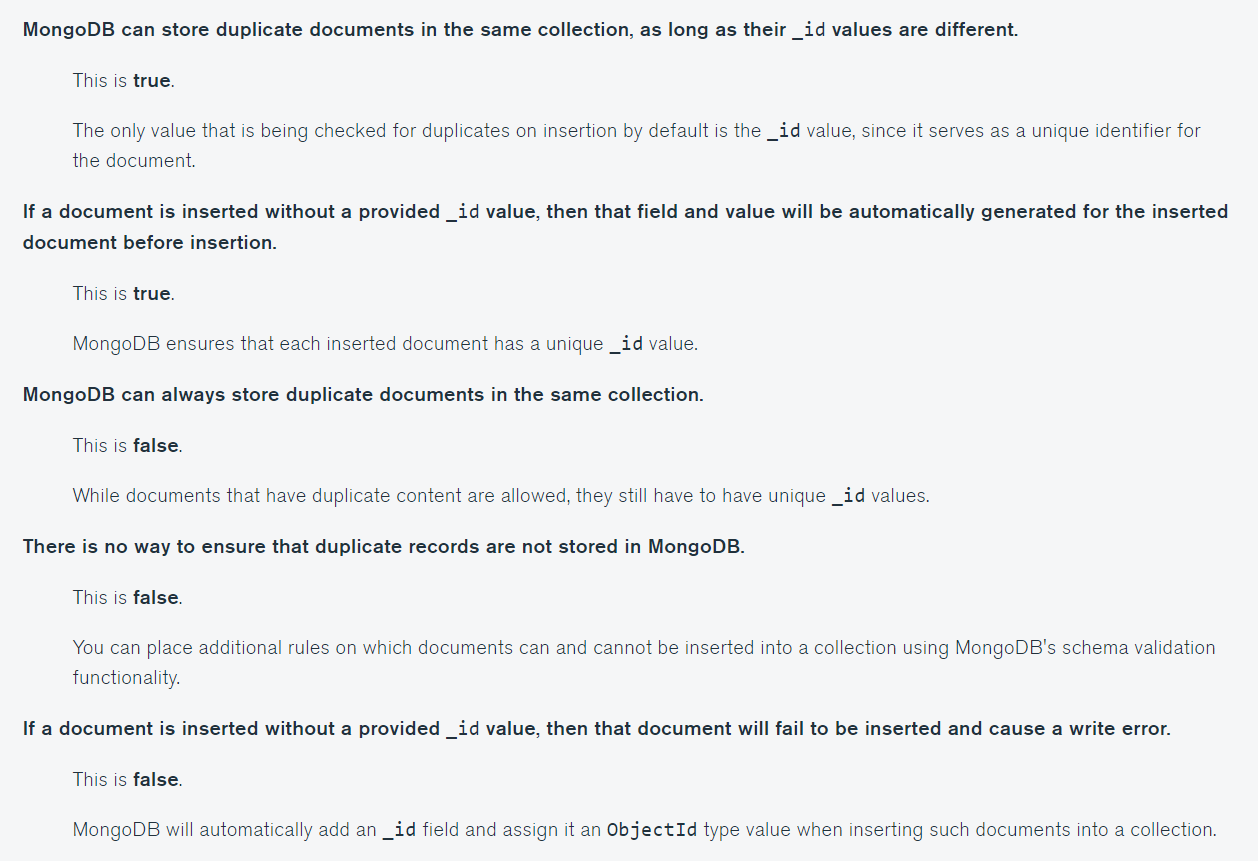 MongoDB can store duplicate documents in the same collection, as long as their _id values are different.
This is true.
The only value that is being checked for duplicates on insertion by default is the _id value, since it serves as a unique identifier for
the document.
If a document is inserted without a provided _id value, then that field and value will be automatically generated for the inserted
document before insertion.
This is true.
MongoDB ensures that each inserted document has a unique _id value.
MongoDB can always store duplicate documents in the same collection.
This is false.
While documents that have duplicate content are allowed, they still have to have unique _id values.
There is no way to ensure that duplicate records are not stored in MongoDB.
This is false.
You can place additional rules on which documents can and cannot be inserted into a collection using MongoDB's schema validation
functionality.
If a document is inserted without a provided _id value, then that document will fail to be inserted and cause a write error.
This is false.
MongoDB will automatically add an _id field and assign it an ObjectId type value when inserting such documents into a collection.